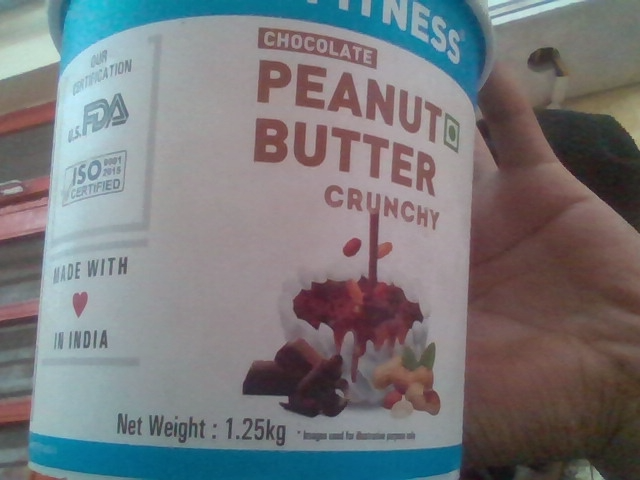 FITNESS
CHOCOLATE
PEANUT
BUTTER
CRUNCHY
OUR
CERTIFICATION
U.S.FDA
ISO 9001
2015
CERTIFIED
MADE WITH
IN INDIA
Net Weight : 1.25kg
* Images used for illustrative purpose only